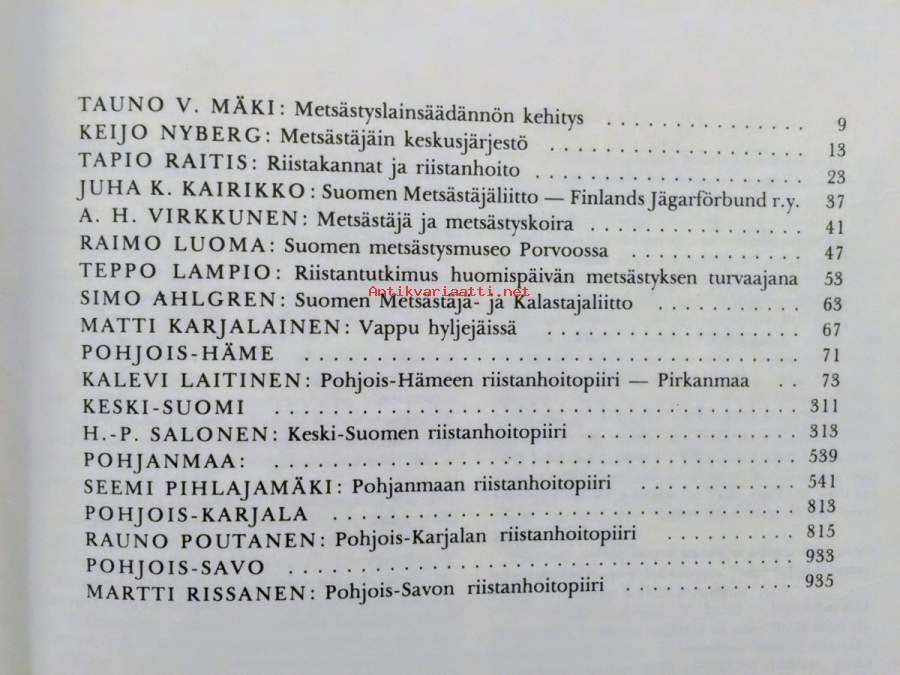 TAUNO V. MÄKI: Metsästyslainsäädännön kehitys . . . . . . . . . . . . . . 9
KEIJO NYBERG: Metsästäjäin keskusjärjestö . . . . . . . . . . . . . . . . . . 13
TAPIO RAITIS: Riistakannat ja riistanhoito . . . . . . . . . . . . . . . . . . . 23
JUHA K. KAIRIKKO: Suomen Metsästäjäliitto — Finlands Jägarförbund r.y. 37
A. H. VIRKKUNEN: Metsästäjä ja metsästyskoira . . . . . . . . . . . . . . . 41
RAIMO LUOMA: Suomen metsästysmuseo Porvoossa . . . . . . . . . . . . 47
TEPPO LAMPIO: Riistantutkimus huomispäivän metsästyksen turvaajana 53
Antikvariaatti.net
SIMO AHLGREN: Suomen Metsästäjä- ja Kalastajaliitto . . . . . . . . . . 63
MATTI KARJALAINEN: Vappu hyljejäissä . . . . . . . . . . . . . . . . . . 67
POHJOIS-HÄME . . . . . . . . . . . . . . . . . . . . . . . . . . . . . . . . . . . 71
KALEVI LAITINEN: Pohjois-Hämeen riistanhoitopiiri — Pirkanmaa . . 73
KESKI-SUOMI . . . . . . . . . . . . . . . . . . . . . . . . . . . . . . . . . . . . 311
H.-P. SALONEN: Keski-Suomen riistanhoitopiiri . . . . . . . . . . . . . . . 313
POHJANMAA: . . . . . . . . . . . . . . . . . . . . . . . . . . . . . . . . . . . . 539
SEEMI PIHLAJAMÄKI: Pohjanmaan riistanhoitopiiri . . . . . . . . . . . 541
POHJOIS-KARJALA . . . . . . . . . . . . . . . . . . . . . . . . . . . . . . . . 813
RAUNO POUTANEN: Pohjois-Karjalan riistanhoitopiiri . . . . . . . . . . 815
POHJOIS-SAVO . . . . . . . . . . . . . . . . . . . . . . . . . . . . . . . . . . . 933
MARTTI RISSANEN: Pohjois-Savon riistanhoitopiiri . . . . . . . . . . . . 935